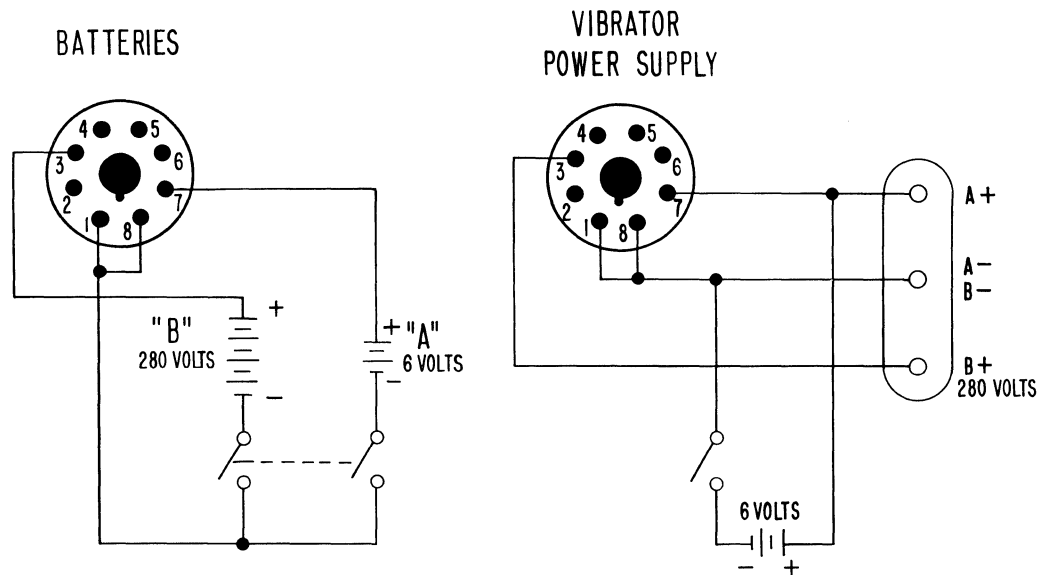 BATTERIES
4 5
3 6
2 7
1 8
+
"B"
280 VOLTS
-
+ "A"
6 VOLTS
-
VIBRATOR
POWER SUPPLY
4 5
3 6
2 7
1 8
A+
A-
B-
B+
280 VOLTS
6 VOLTS
- +